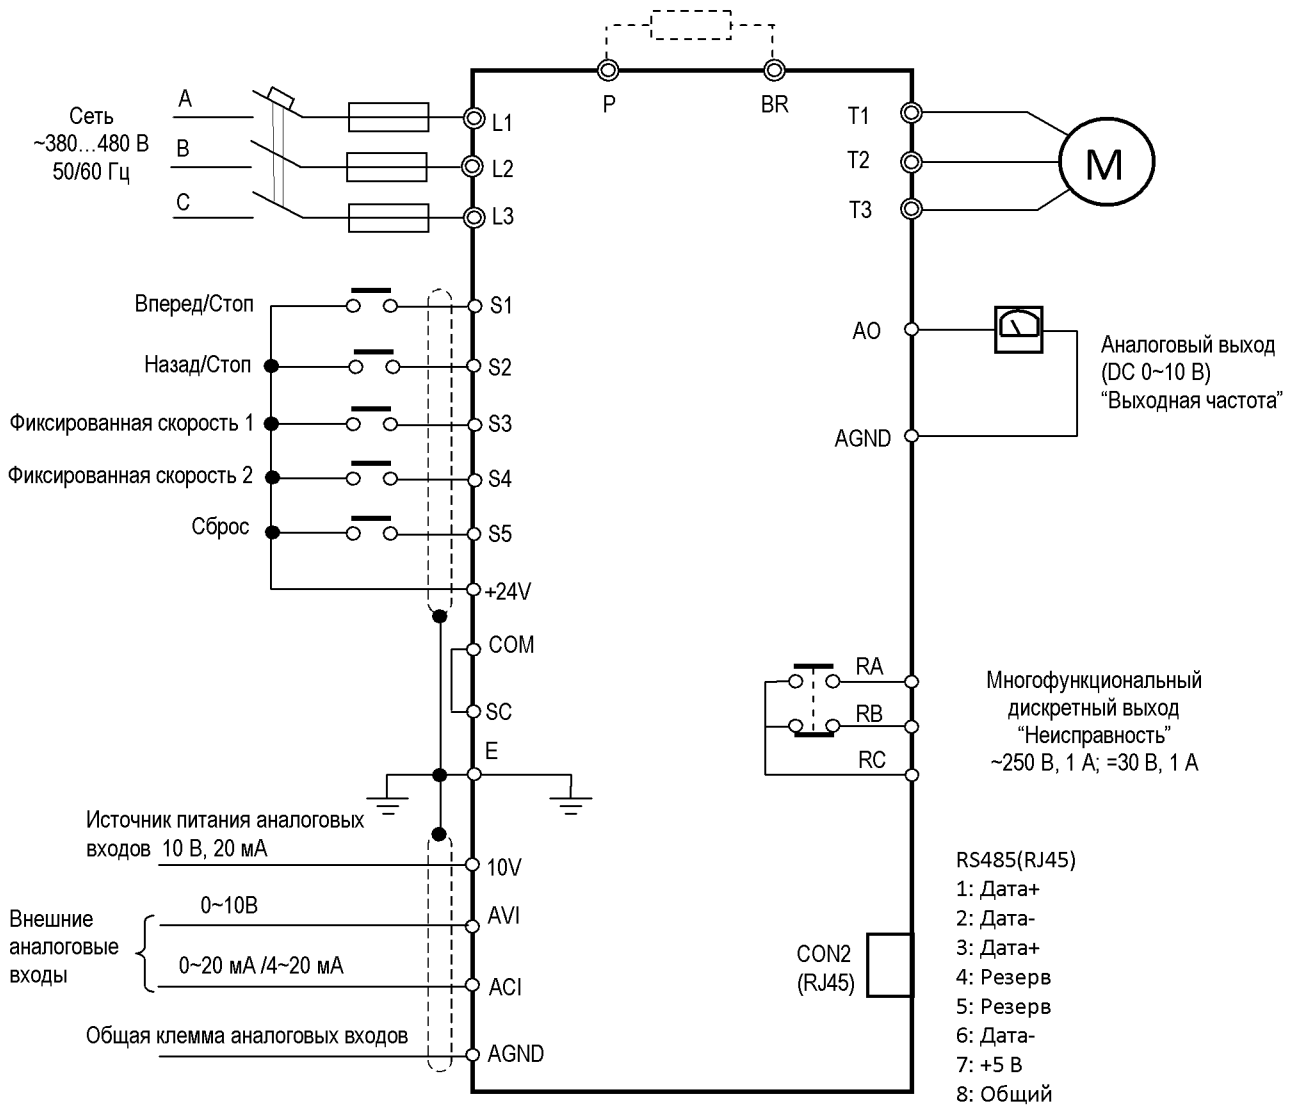 P
BR
Сеть
~380...480 В
50/60 Гц
A
B
C
L1
L2
L3
T1
T2
T3
M
Вперед/Стоп
S1
Назад/Стоп
S2
Фиксированная скорость 1
S3
Фиксированная скорость 2
S4
Сброс
S5
+24V
COM
SC
E
AO
AGND
Аналоговый выход
(DC 0~10 В)
“Выходная частота”
RA
RB
RC
Многофункциональный
дискретный выход
“Неисправность”
~250 В, 1 А; =30 В, 1 А
Источник питания аналоговых
входов 10 В, 20 мА
10V
Внешние
аналоговые
входы
0~10В
AVI
0~20 мА /4~20 мА
ACI
Общая клемма аналоговых входов
AGND
CON2
(RJ45)
RS485(RJ45)
1: Дата+
2: Дата-
3: Дата+
4: Резерв
5: Резерв
6: Дата-
7: +5 В
8: Общий